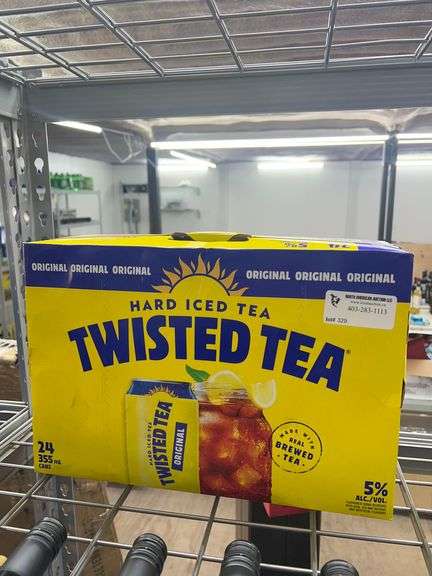 ORIGINAL ORIGINAL ORIGINAL
ORIGINAL ORIGINAL ORIGINAL
HARD ICED TEA
TWISTED TEA
NORTH AMERICAN AUCTION
403-283-1113
lot# 329
HARD ICED TEA
TWISTED TEA
ORIGINAL
MADE WITH
REAL
BREWED
TEA
24
355 mL
CANS
5%
ALC./VOL.